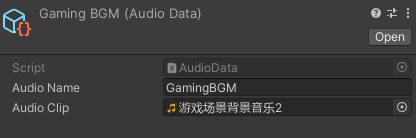 Gaming BGM (Audio Data)
Open
Script AudioData
Audio Name GamingBGM
Audio Clip 游戏场景背景音乐2